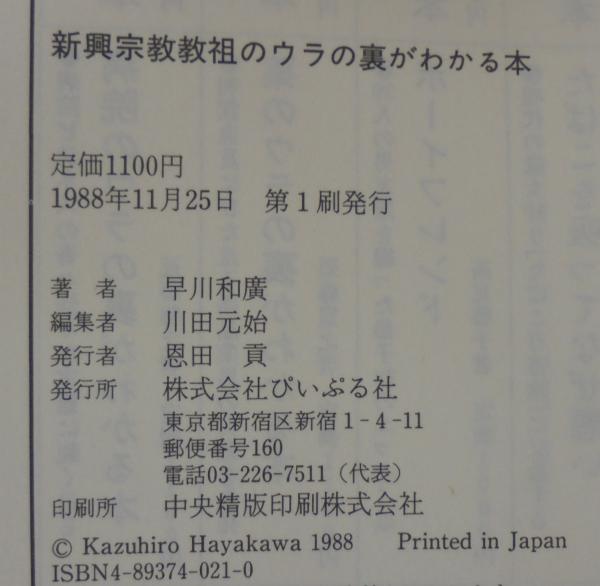 新興宗教教祖のウラの裏がわかる本
定価1100円
1988年11月25日 第1刷発行
著 者 早川和廣
編集者 川田元始
発行者 恩田 貢
発行所 株式会社ぴいぷる社
東京都新宿区新宿1-4-11
郵便番号160
電話03-226-7511(代表)
印刷所 中央精版印刷株式会社
© Kazuhiro Hayakawa 1988 Printed in Japan
ISBN4-89374-021-0